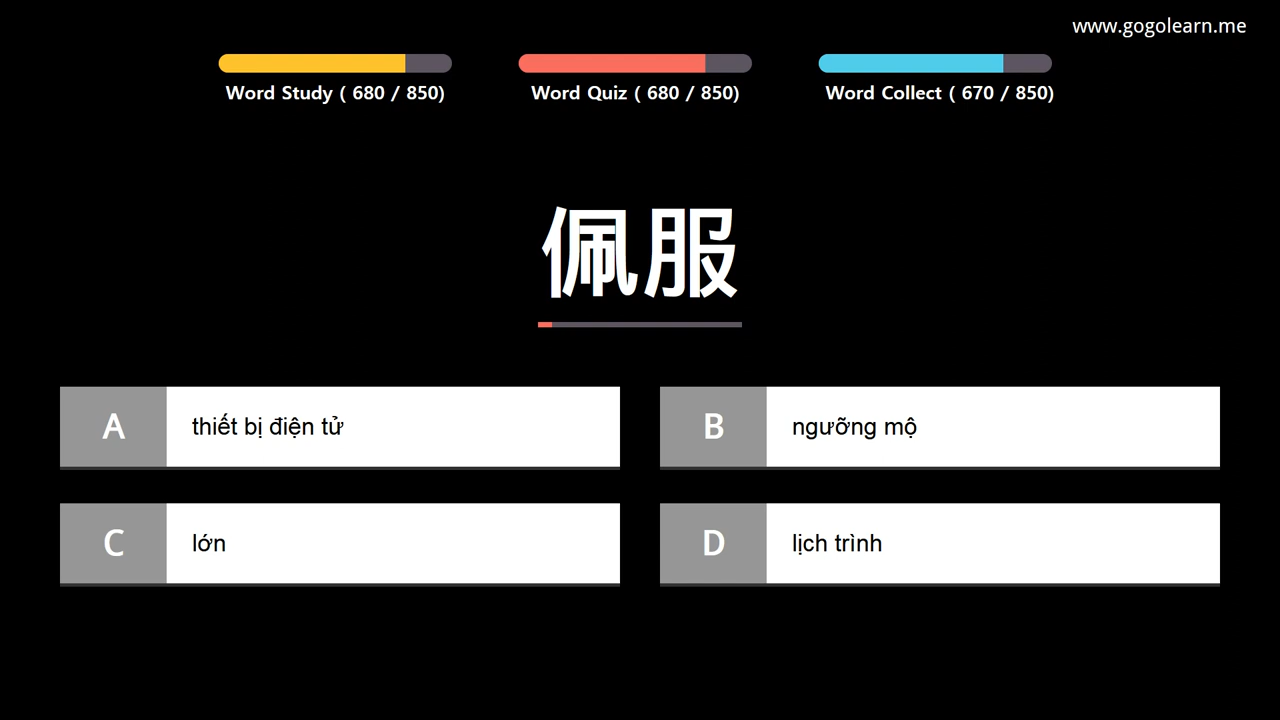 www.gogolearn.me
Word Study ( 680 / 850)
Word Quiz ( 680 / 850)
Word Collect ( 670 / 850)
佩服
A thiết bị điện tử
B ngưỡng mộ
C lớn
D lịch trình